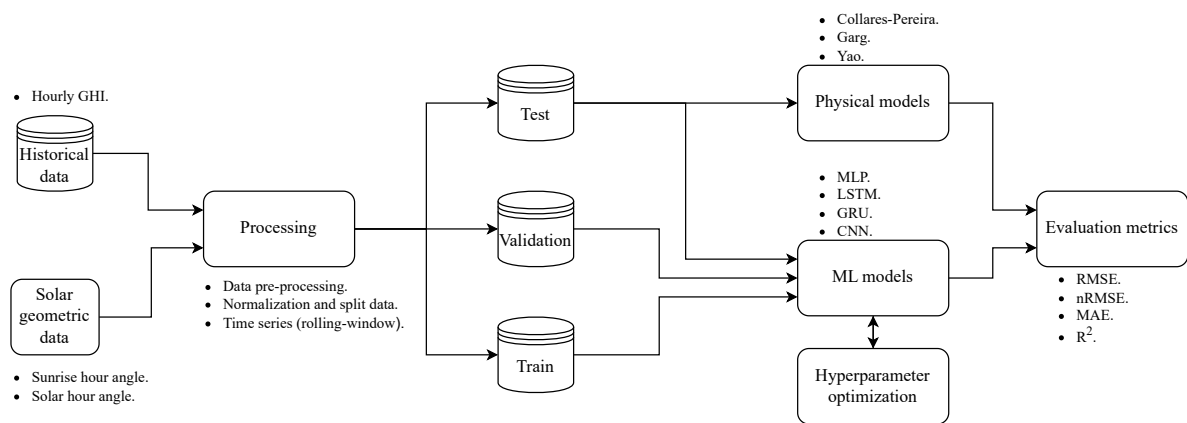 • Hourly GHI.
Historical
data
Solar
geometric
data
• Sunrise hour angle.
• Solar hour angle.
Processing
• Data pre-processing.
• Normalization and split data.
• Time series (rolling-window).
Test
Validation
Train
• Collares-Pereira.
• Garg.
• Yao.
Physical models
• MLP.
• LSTM.
• GRU.
• CNN.
ML models
Hyperparameter
optimization
Evaluation metrics
• RMSE.
• nRMSE.
• MAE.
• R².